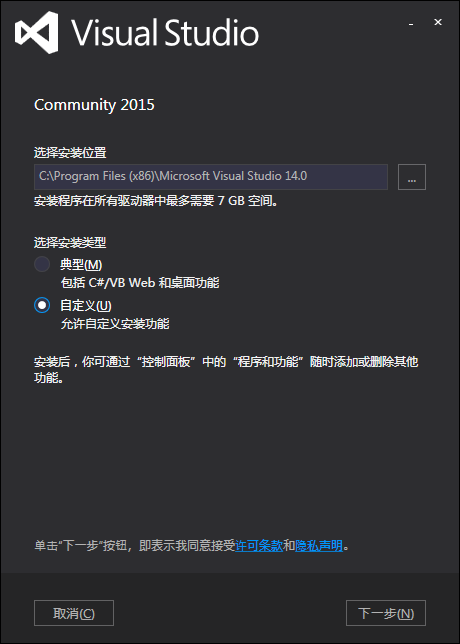 Visual Studio
Community 2015
选择安装位置
C:\Program Files (x86)\Microsoft Visual Studio 14.0
...
安装程序在所有驱动器中最多需要 7 GB 空间。
选择安装类型
典型(M)
包括 C#/VB Web 和桌面功能
自定义(U)
允许自定义安装功能
安装后，你可通过“控制面板”中的“程序和功能”随时添加或删除其他
功能。
单击“下一步”按钮，即表示我同意接受许可条款和隐私声明。
取消(C)
下一步(N)